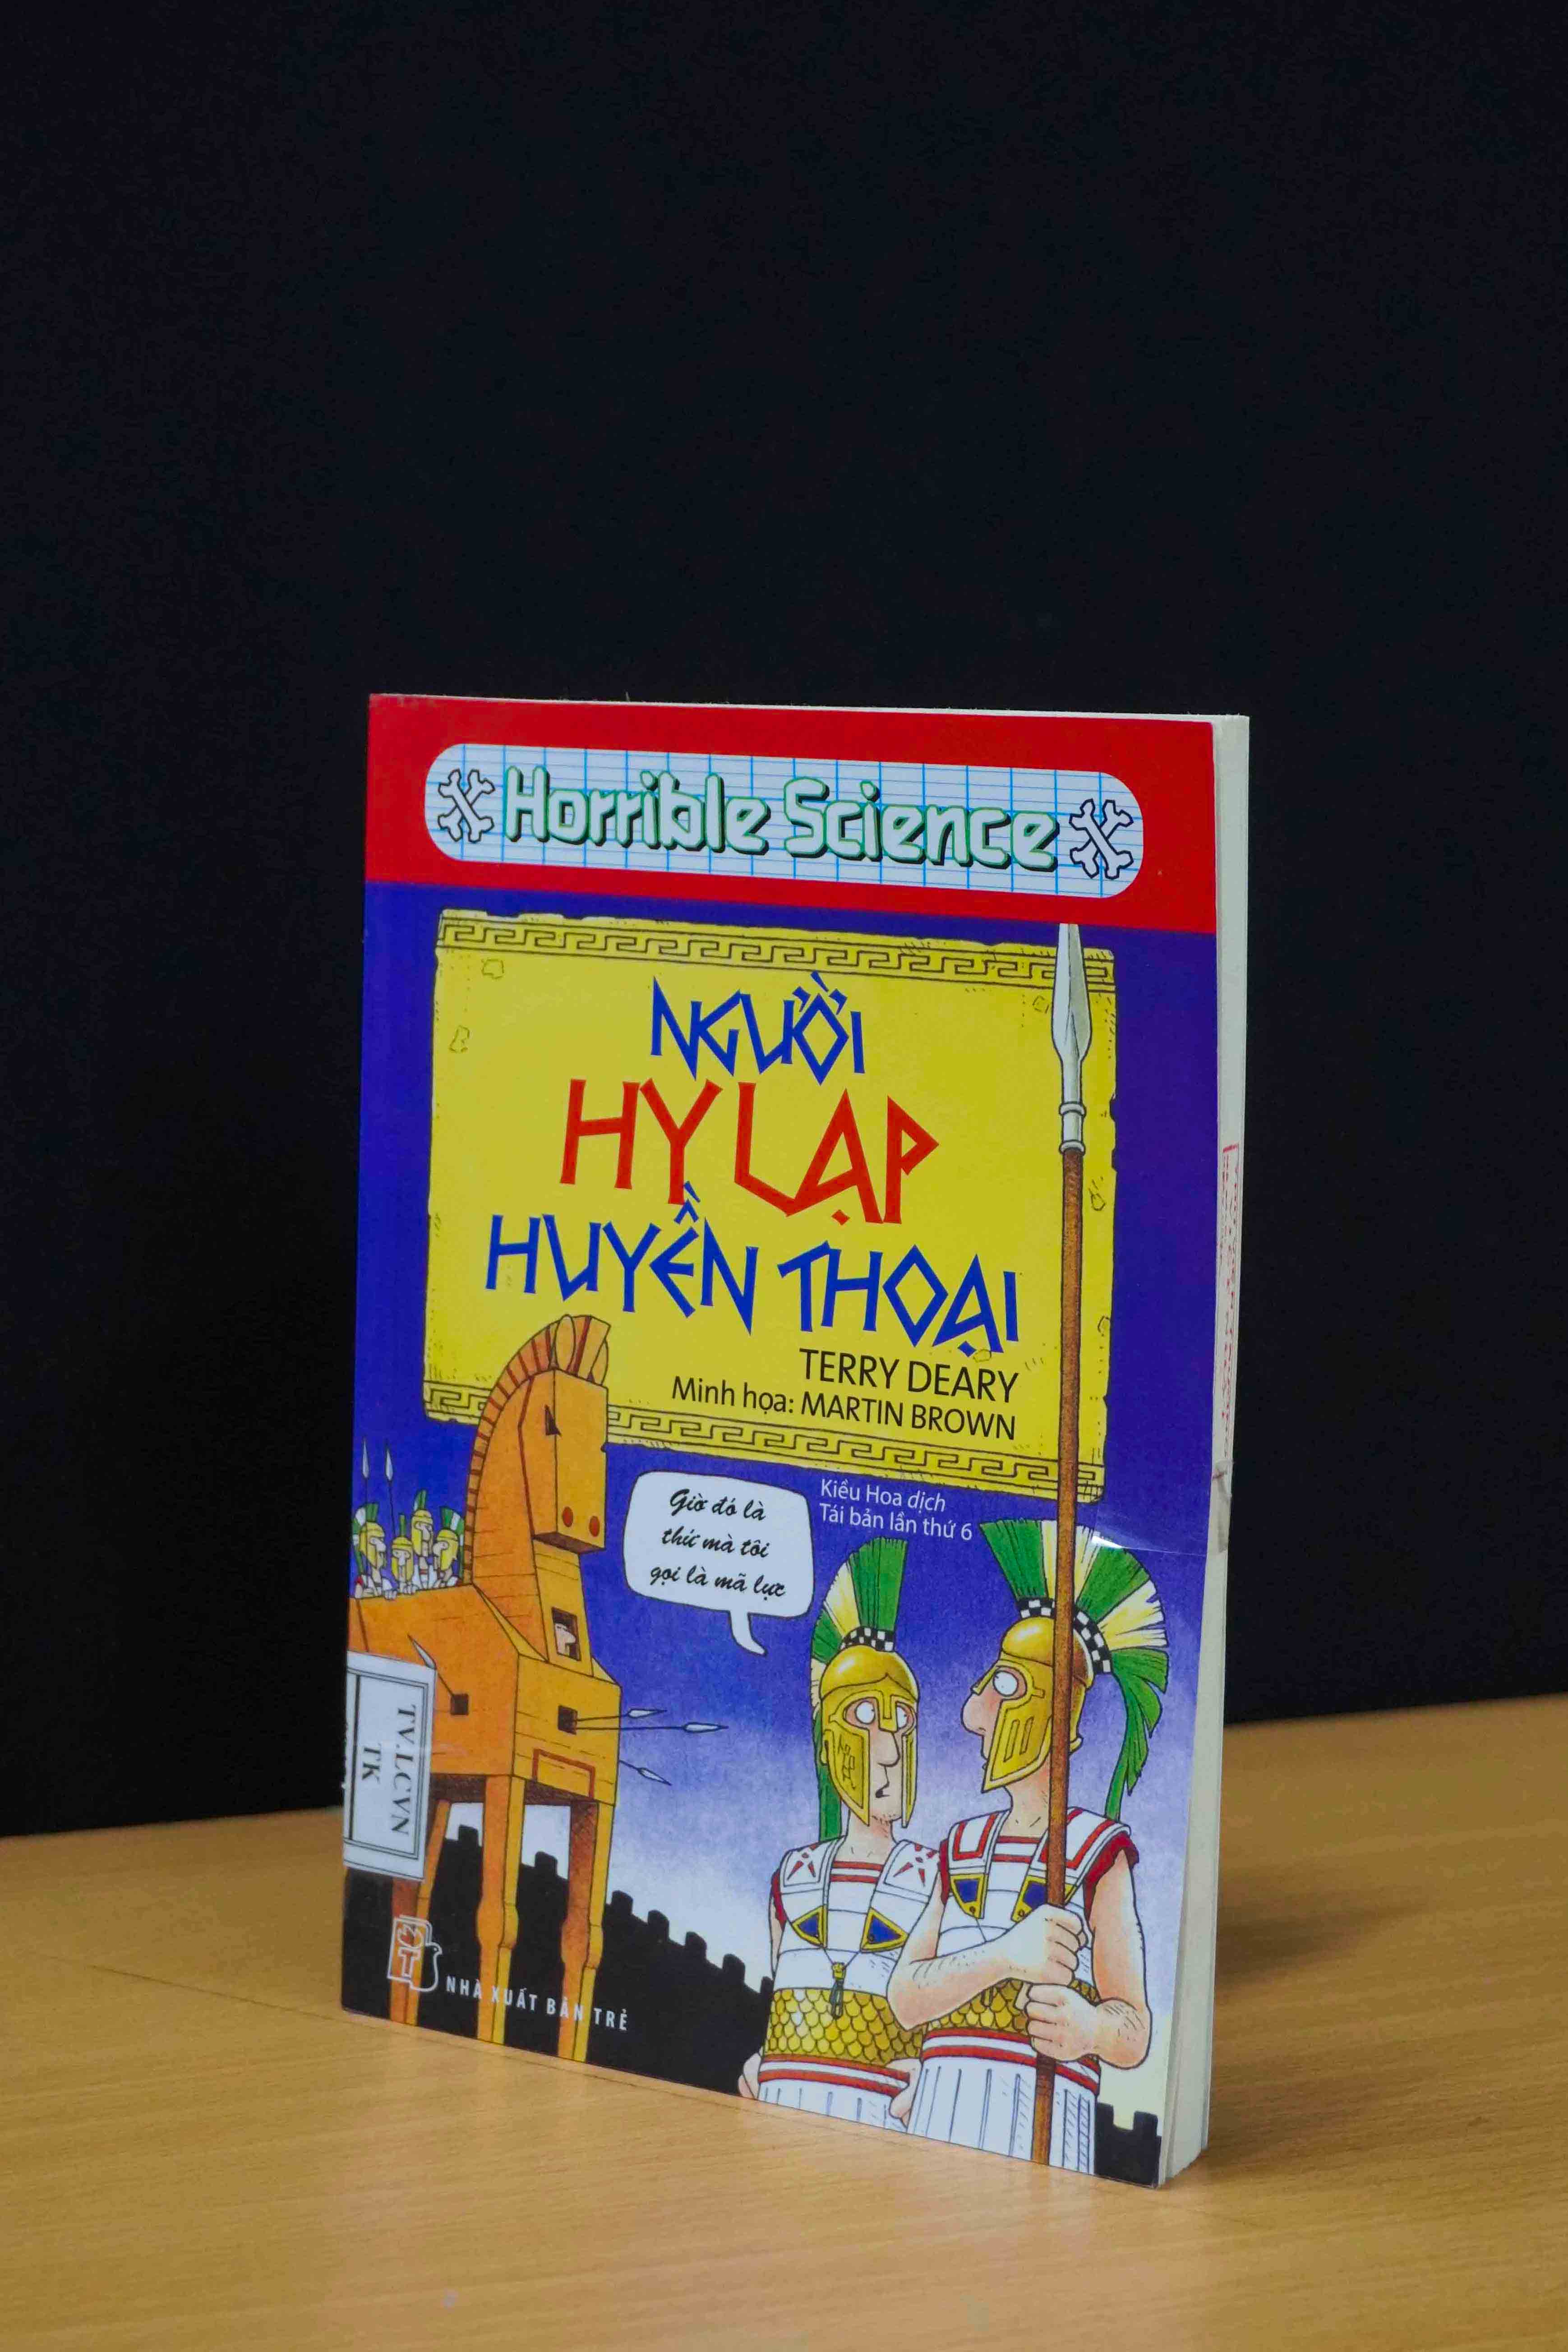 Horrible Science
NGƯỜI
HY LẠP
HUYỀN THOẠI
TERRY DEARY
Minh họa: MARTIN BROWN
Kiều Hoa dịch
Tái bản lần thứ 6
Giờ đó là
thức mà tôi
gọi là mã lực
TV.LCVN
TK
NHÀ XUẤT BẢN TRẺ